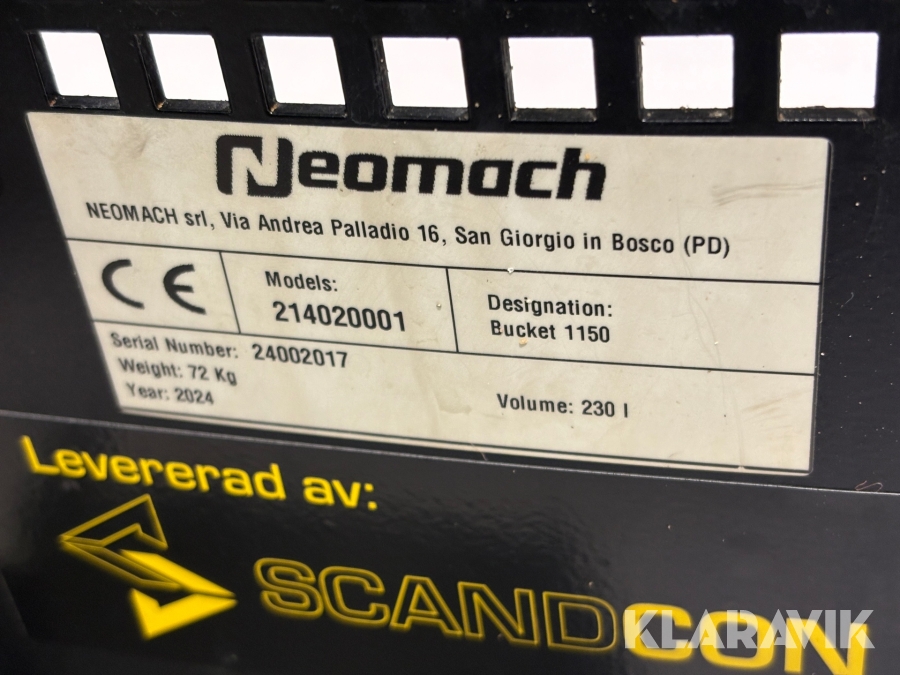 Neomach
NEOMACH srl, Via Andrea Palladio 16, San Giorgio in Bosco (PD)
CE
Models:
214020001
Designation:
Bucket 1150
Serial Number: 24002017
Weight: 72 Kg
Year: 2024
Volume: 230 l
Levererad av:
SCANDCON
KLARAVIK